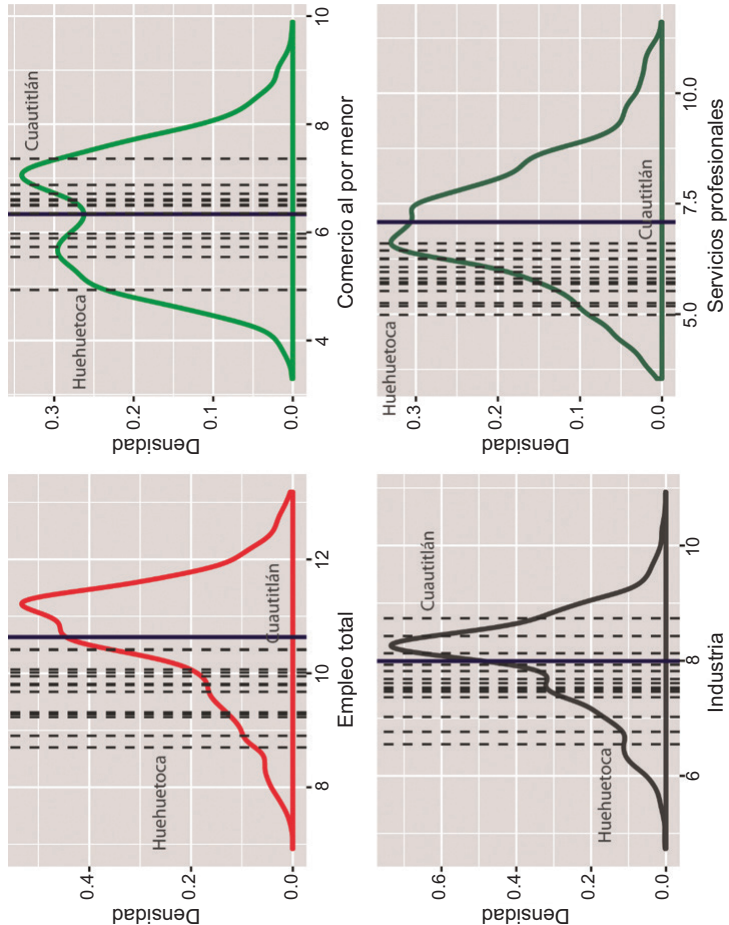 Densidad
0.4
0.2
0.0
Huehuetoca
Cuautitlán
8
10
12
Empleo total
Densidad
0.3
0.2
0.1
0.0
Huehuetoca
Cuautitlán
4
6
8
10
Comercio al por menor
Densidad
0.6
0.4
0.2
0.0
Huehuetoca
Cuautitlán
6
8
10
Industria
Densidad
0.3
0.2
0.1
0.0
Huehuetoca
Cuautitlán
5.0
7.5
10.0
Servicios profesionales